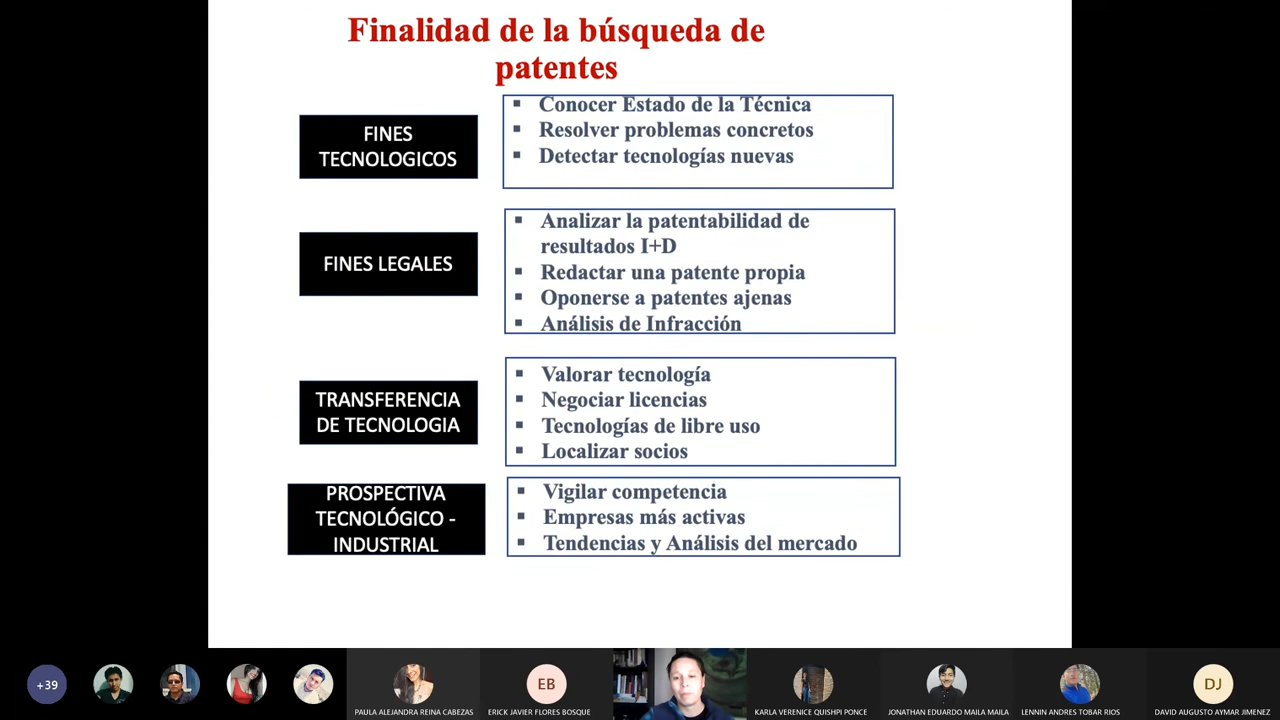 Finalidad de la búsqueda de
patentes
FINES
TECNOLOGICOS
▪ Conocer Estado de la Técnica
▪ Resolver problemas concretos
▪ Detectar tecnologías nuevas
FINES LEGALES
▪ Analizar la patentabilidad de
resultados I+D
▪ Redactar una patente propia
▪ Oponerse a patentes ajenas
▪ Análisis de Infracción
TRANSFERENCIA
DE TECNOLOGIA
▪ Valorar tecnología
▪ Negociar licencias
▪ Tecnologías de libre uso
▪ Localizar socios
PROSPECTIVA
TECNOLÓGICO -
INDUSTRIAL
▪ Vigilar competencia
▪ Empresas más activas
▪ Tendencias y Análisis del mercado
+39
PAULA ALEJANDRA REINA CABEZAS
EB
ERICK JAVIER FLORES BOSQUE
KARLA VERENICE QUISHPI PONCE
JONATHAN EDUARDO MAILA MAILA
LENNIN ANDRES TOBAR RIOS
DJ
DAVID AUGUSTO AYMAR JIMENEZ